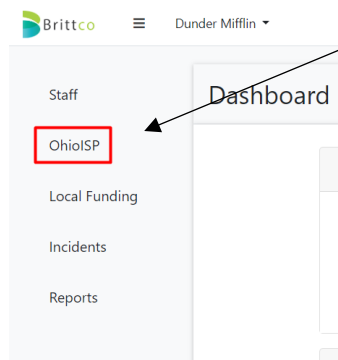 Brittco
Dunder Mifflin
Staff
Dashboard
OhioISP
Local Funding
Incidents
Reports